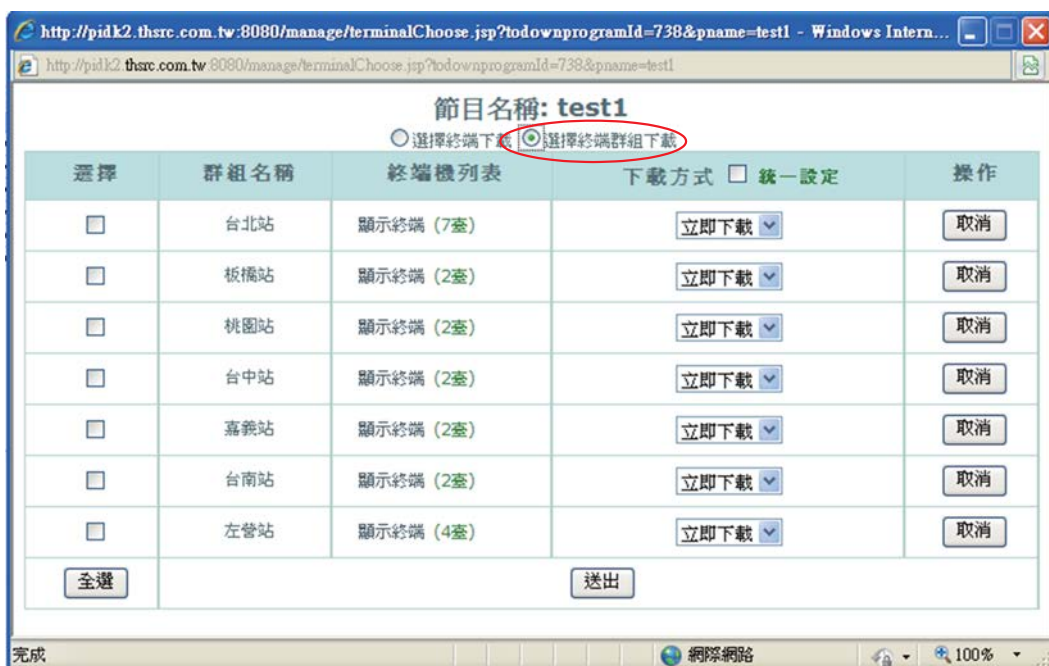 http://pidk2.thsrc.com.tw:8080/manage/terminalChoose.jsp?todownprogramId=738&pname=test1 - Windows Intern...
http://pidk2.thsrc.com.tw:8080/manage/terminalChoose.jsp?todownprogramId=738&pname=test1
節目名稱: test1
選擇終端下載 選擇終端群組下載
選擇 群組名稱 終端機列表 下載方式 統一設定 操作
台北站 顯示終端 (7臺) 立即下載 取消
板橋站 顯示終端 (2臺) 立即下載 取消
桃園站 顯示終端 (2臺) 立即下載 取消
台中站 顯示終端 (2臺) 立即下載 取消
嘉義站 顯示終端 (2臺) 立即下載 取消
台南站 顯示終端 (2臺) 立即下載 取消
左營站 顯示終端 (4臺) 立即下載 取消
全選 送出
完成 網際網路 100%